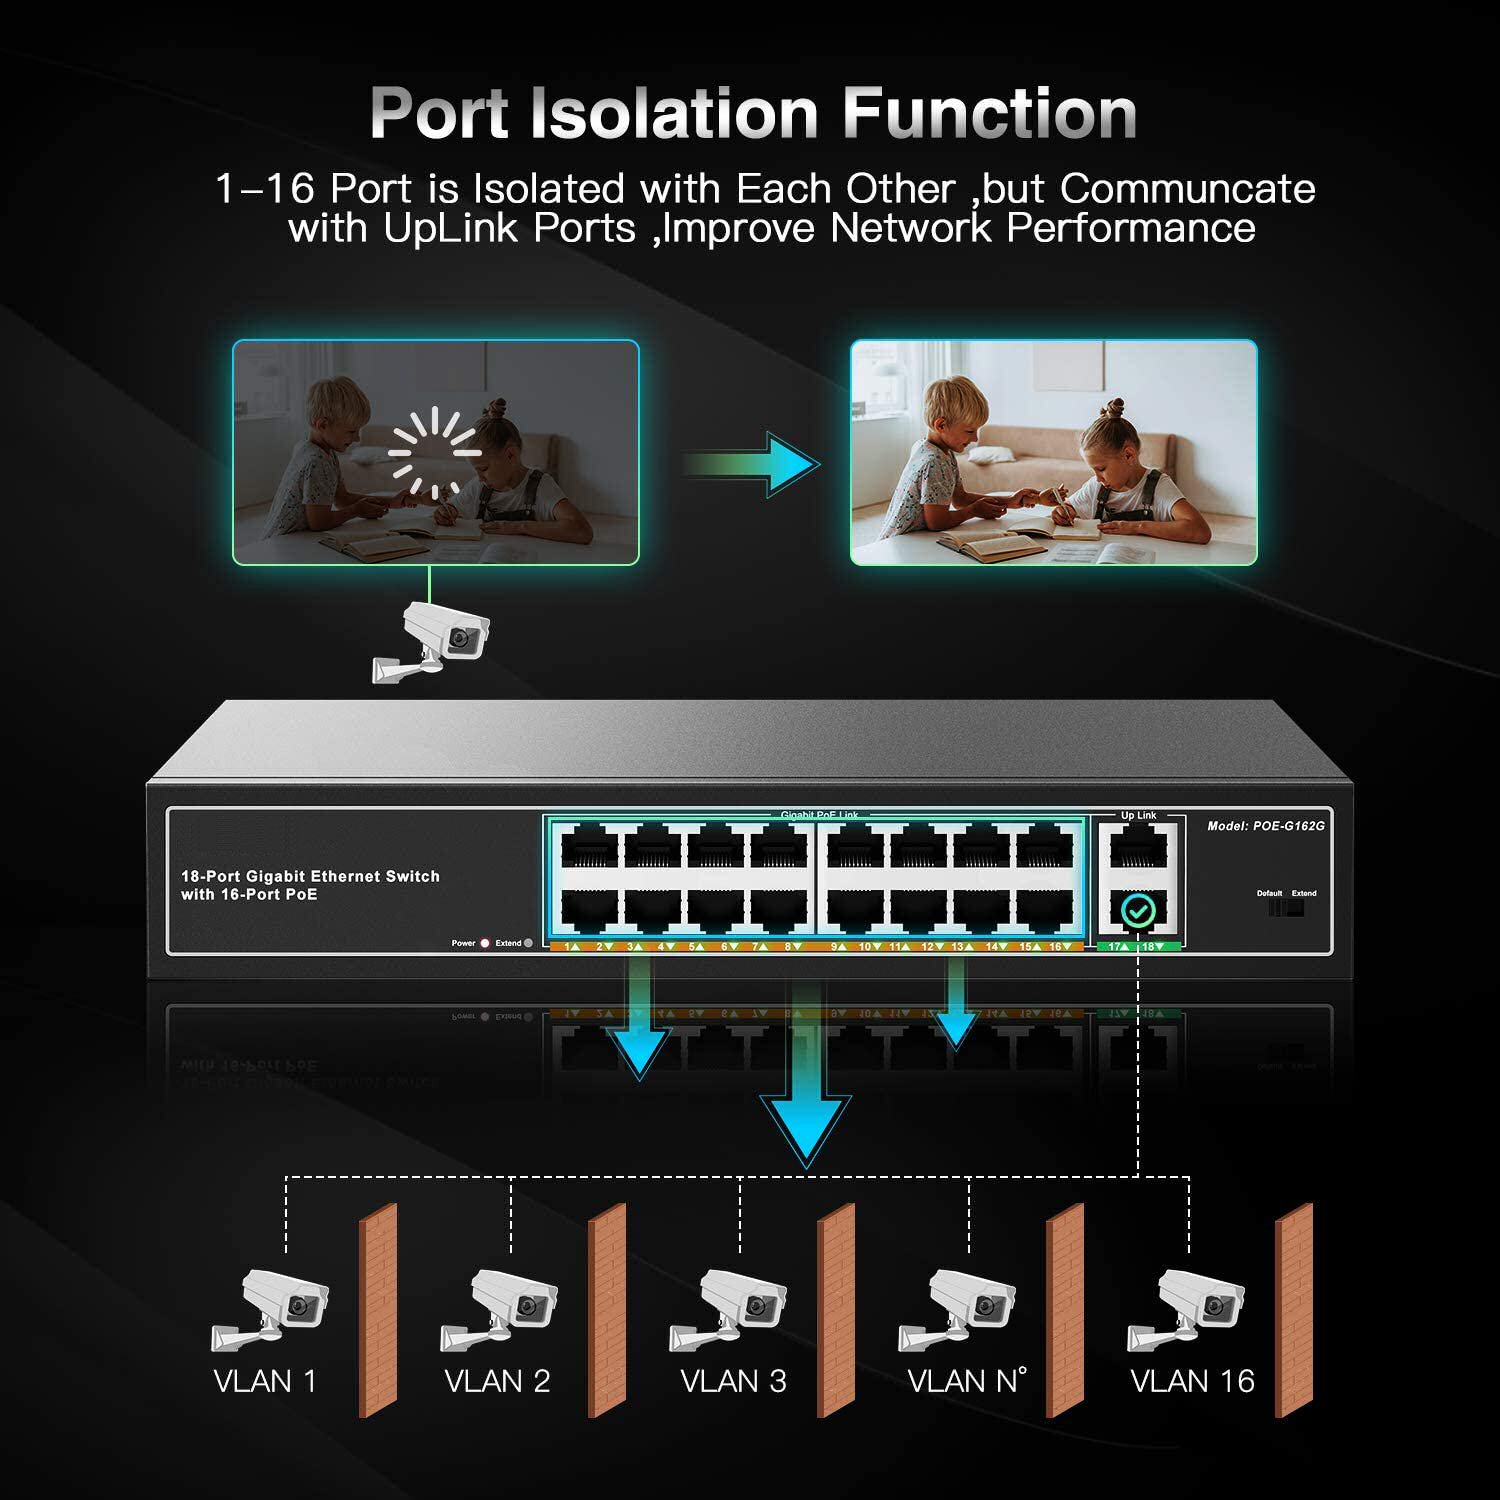 Port Isolation Function
1-16 Port is Isolated with Each Other ,but Communcate
with UpLink Ports ,Improve Network Performance
Gigabit PoE Link
Up Link
Model: POE-G162G
18-Port Gigabit Ethernet Switch
with 16-Port PoE
Default Extend
Power Extend
1▲ 2▼ 3▲ 4▼ 5▲ 6▼ 7▲ 8▼ 9▲ 10▼ 11▲ 12▼ 13▲ 14▼ 15▲ 16▼ 17▲ 18▼
VLAN 1
VLAN 2
VLAN 3
VLAN N°
VLAN 16